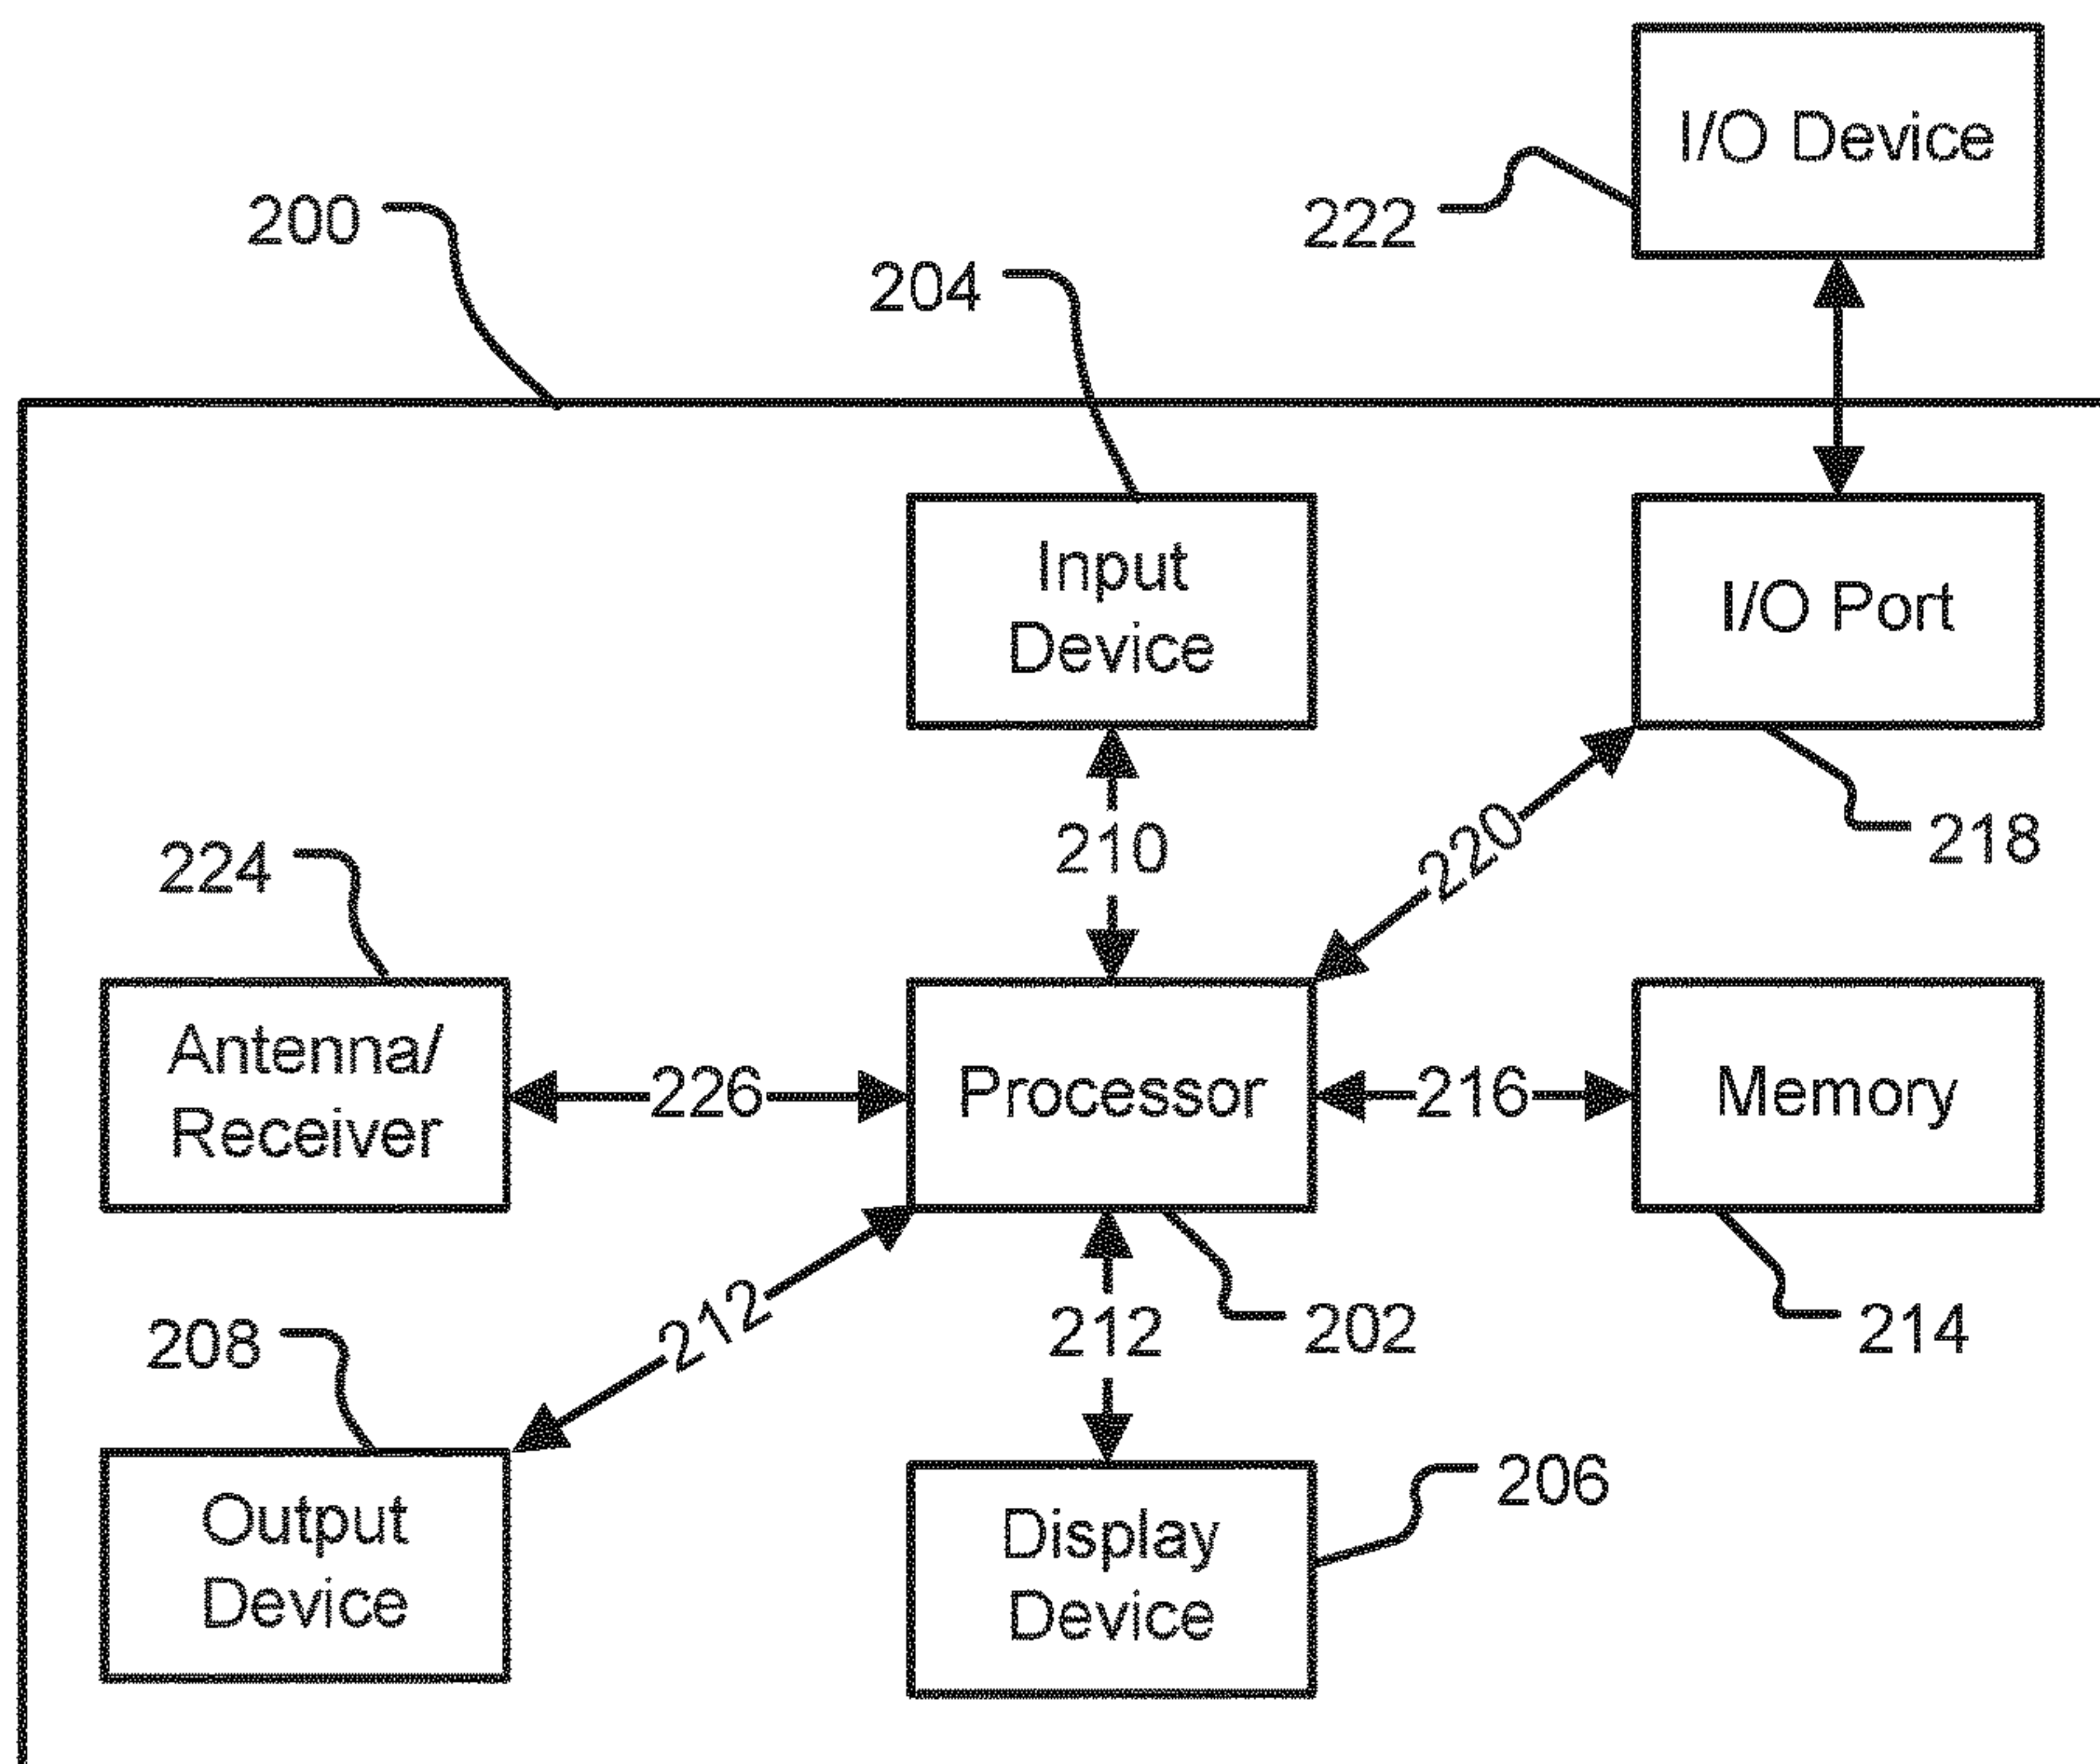 I/O Device
200
222
204
Input
Device
I/O Port
210
220
218
224
Antenna/
Receiver
226
Processor
216
Memory
212
212
202
214
208
206
Output
Device
Display
Device